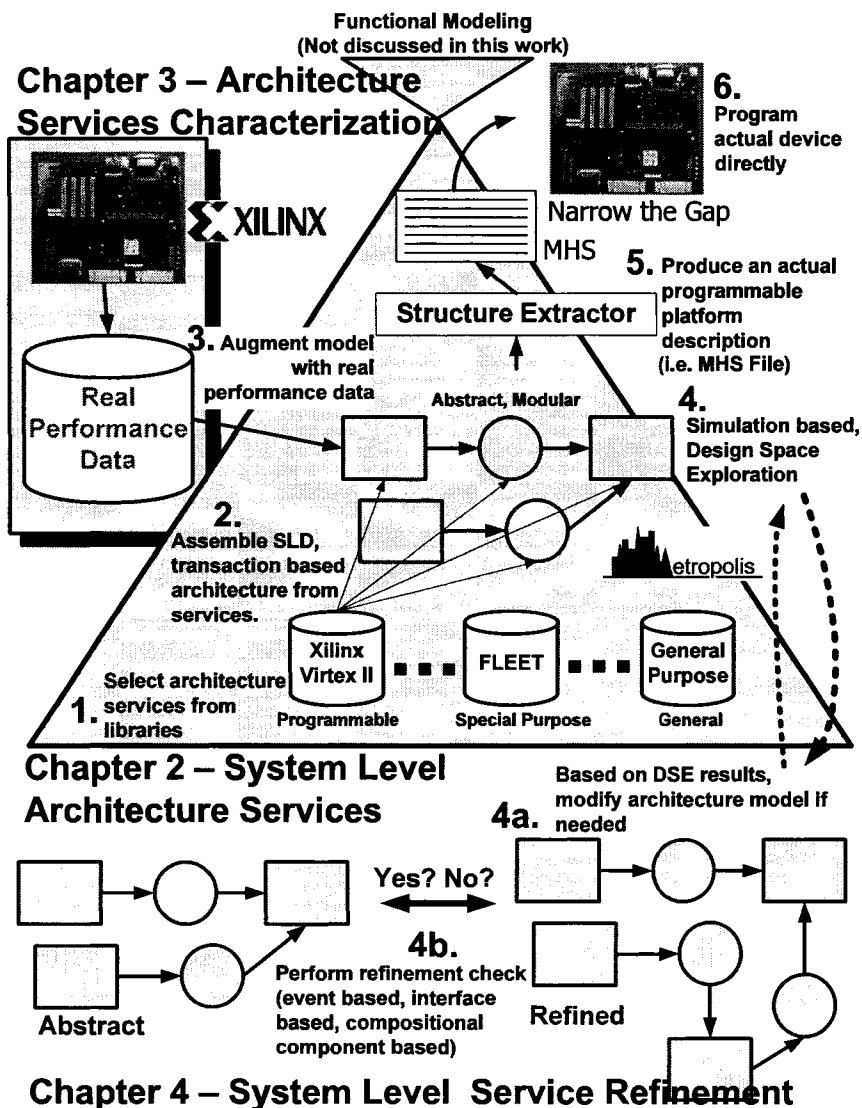 Functional Modeling
(Not discussed in this work)
Chapter 3 – Architecture
Services Characterization
XILINX
6.
Program
actual device
directly
Narrow the Gap
MHS
5. Produce an actual
programmable
platform
description
(i.e. MHS File)
Structure Extractor
3. Augment model
with real
performance data
Real
Performance
Data
Abstract, Modular
4.
Simulation based,
Design Space
Exploration
2.
Assemble SLD,
transaction based
architecture from
services.
etropolis
Xilinx
Virtex II
FLEET
General
Purpose
1. Select architecture
services from
libraries
Programmable
Special Purpose
General
Chapter 2 – System Level
Architecture Services
Based on DSE results,
modify architecture model if
needed
4a.
Yes? No?
4b.
Perform refinement check
(event based, interface
based, compositional
component based)
Abstract
Refined
Chapter 4 – System Level Service Refinement